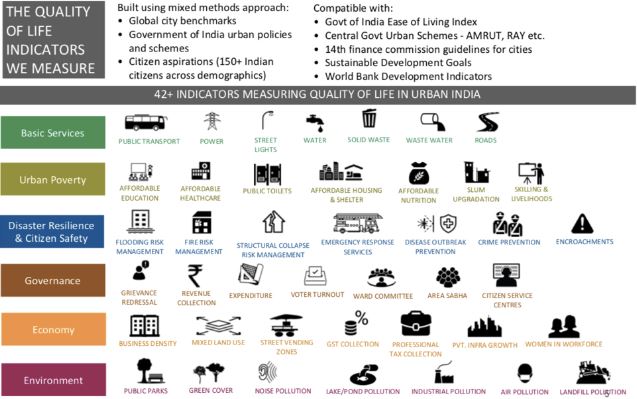 THE QUALITY
OF LIFE
INDICATORS
WE MEASURE
Built using mixed methods approach:
• Global city benchmarks
• Government of India urban policies
and schemes
• Citizen aspirations (150+ Indian
citizens across demographics)
Compatible with:
• Govt of India Ease of Living Index
• Central Govt Urban Schemes - AMRUT, RAY etc.
• 14th finance commission guidelines for cities
• Sustainable Development Goals
• World Bank Development Indicators
42+ INDICATORS MEASURING QUALITY OF LIFE IN URBAN INDIA
Basic Services
PUBLIC TRANSPORT
POWER
STREET
LIGHTS
WATER
SOLID WASTE
WASTE WATER
ROADS
Urban Poverty
AFFORDABLE
EDUCATION
AFFORDABLE
HEALTHCARE
PUBLIC TOILETS
AFFORDABLE HOUSING
& SHELTER
AFFORDABLE
NUTRITION
SLUM
UPGRADATION
SKILLING &
LIVELIHOODS
Disaster Resilience
& Citizen Safety
FLOODING RISK
MANAGEMENT
FIRE RISK
MANAGEMENT
STRUCTURAL COLLAPSE
RISK MANAGEMENT
EMERGENCY RESPONSE
SERVICES
DISEASE OUTBREAK
PREVENTION
CRIME PREVENTION
ENCROACHMENTS
Governance
GRIEVANCE
REDRESSAL
REVENUE
COLLECTION
EXPENDITURE
VOTER TURNOUT
WARD COMMITTEE
AREA SABHA
CITIZEN SERVICE
CENTRES
Economy
BUSINESS DENSITY
MIXED LAND USE
STREET VENDING
ZONES
GST COLLECTION
PROFESSIONAL
TAX COLLECTION
PVT. INFRA GROWTH
WOMEN IN WORKFORCE
Environment
PUBLIC PARKS
GREEN COVER
NOISE POLLUTION
LAKE/POND POLLUTION
INDUSTRIAL POLLUTION
AIR POLLUTION
LANDFILL POLLUTION
5